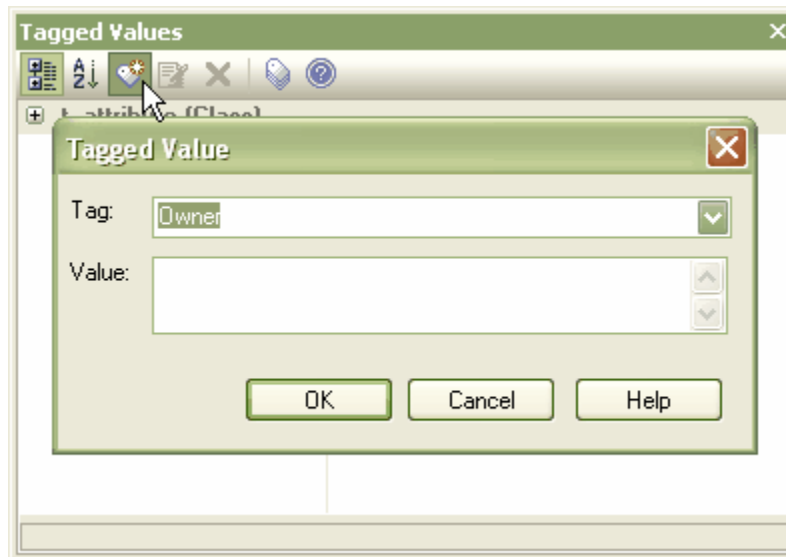 Tagged Values
Tagged Value
Tag:
Owner
Value:
OK
Cancel
Help